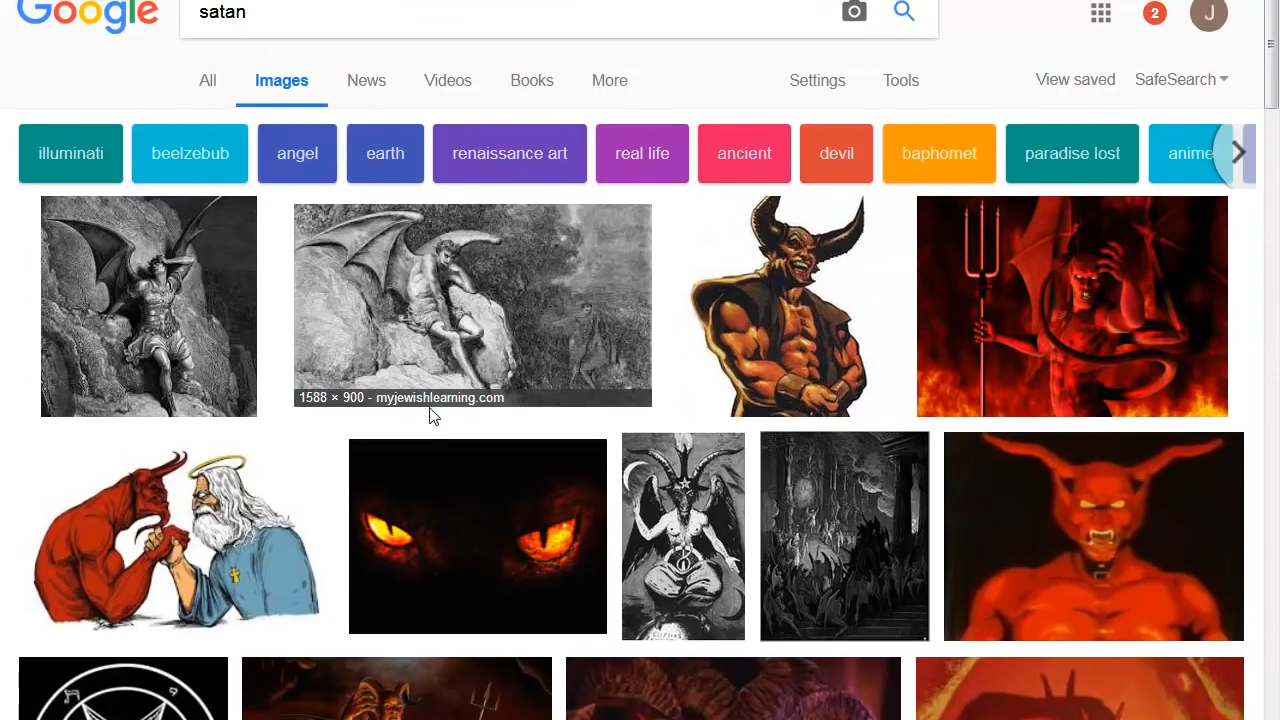 Google
satan
2
J
All Images News Videos Books More Settings Tools View saved SafeSearch
illuminati beelzebub angel earth renaissance art real life ancient devil baphomet paradise lost anime
1588 × 900 - myjewishlearning.com